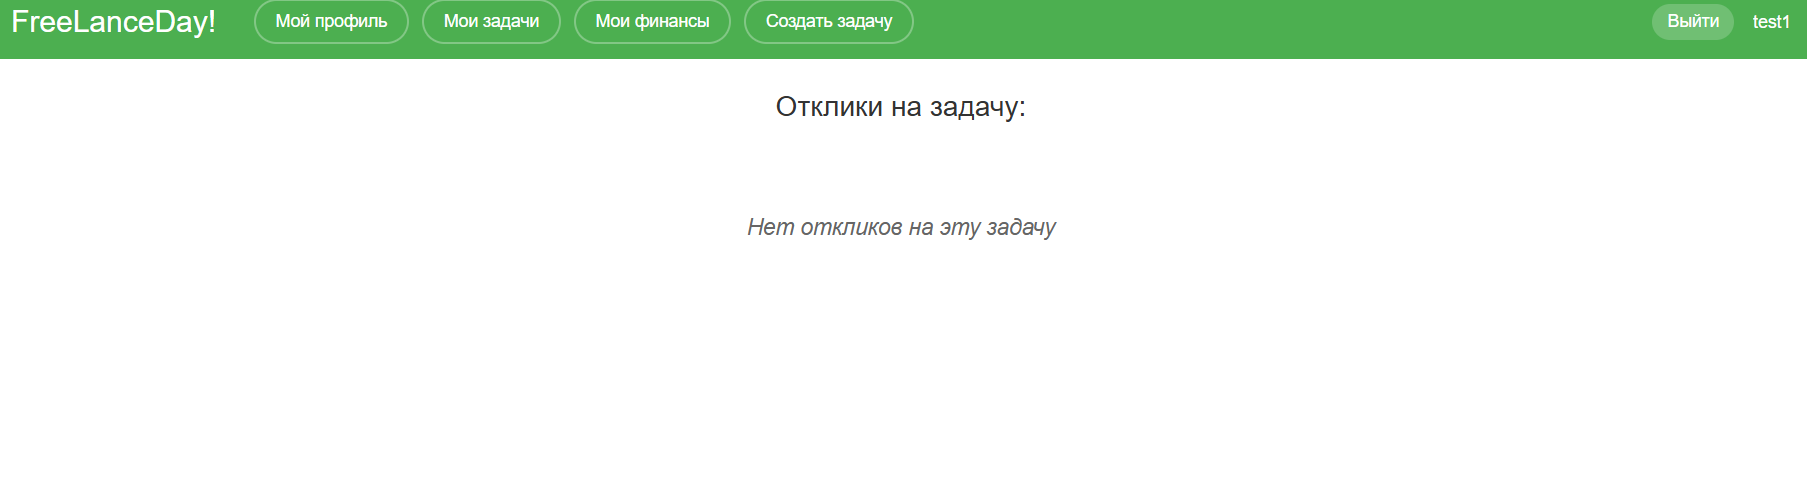 FreeLanceDay! Мой профиль Мои задачи Мои финансы Создать задачу Выйти test1
Отклики на задачу:
Нет откликов на эту задачу